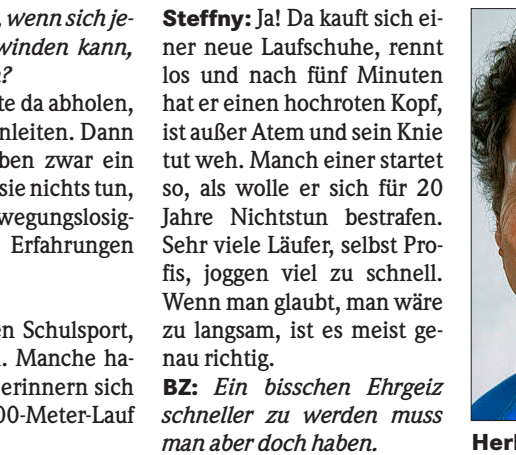 , wenn sich je-
winden kann,
?
te da abholen,
nleiten. Dann
ben zwar ein
sie nichts tun,
wegungslosig-
Erfahrungen
en Schulsport,
. Manche ha-
erinnern sich
00-Meter-Lauf
Steffny: Ja! Da kauft sich ei-
ner neue Laufschuhe, rennt
los und nach fünf Minuten
hat er einen hochroten Kopf,
ist außer Atem und sein Knie
tut weh. Manch einer startet
so, als wolle er sich für 20
Jahre Nichtstun bestrafen.
Sehr viele Läufer, selbst Pro-
fis, joggen viel zu schnell.
Wenn man glaubt, man wäre
zu langsam, ist es meist ge-
nau richtig.
BZ: Ein bisschen Ehrgeiz
schneller zu werden muss
man aber doch haben.
Her